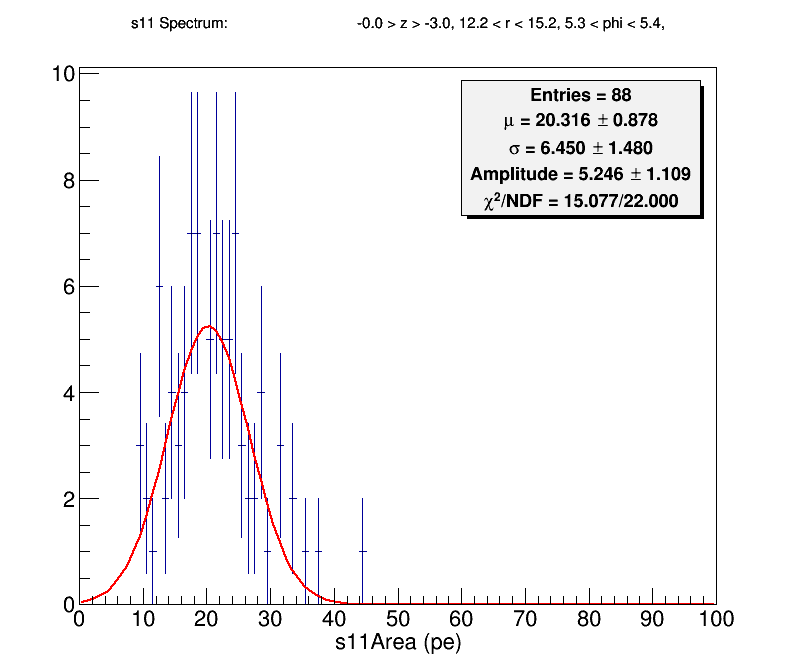 s11 Spectrum: -0.0 > z > -3.0, 12.2 < r < 15.2, 5.3 < phi < 5.4,
Entries = 88
μ = 20.316 ± 0.878
σ = 6.450 ± 1.480
Amplitude = 5.246 ± 1.109
χ²/NDF = 15.077/22.000
10
8
6
4
2
0
0 10 20 30 40 50 60 70 80 90 100
s11Area (pe)